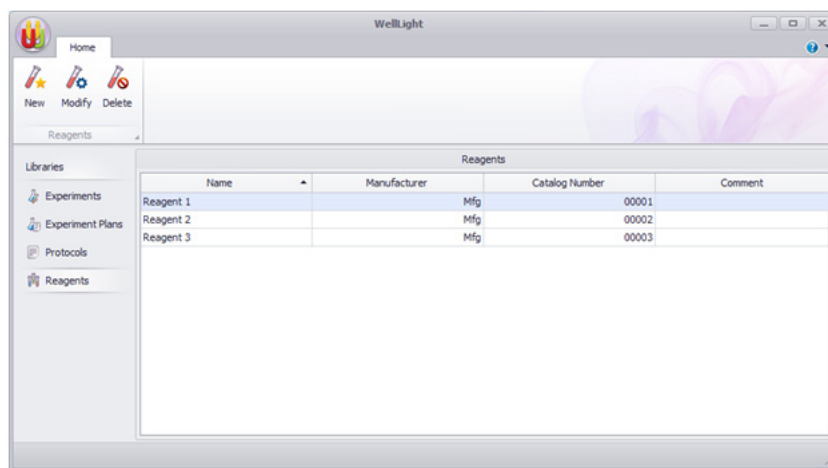 WellLight
Home
New Modify Delete
Reagents
Libraries
Experiments
Experiment Plans
Protocols
Reagents
Reagents
Name Manufacturer Catalog Number Comment
Reagent 1 Mfg 00001
Reagent 2 Mfg 00002
Reagent 3 Mfg 00003